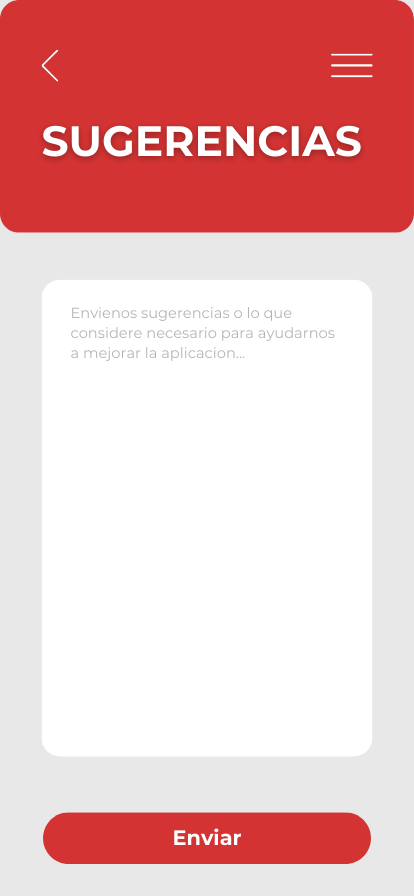 SUGERENCIAS
Envienos sugerencias o lo que
considere necesario para ayudarnos
a mejorar la aplicacion...
Enviar